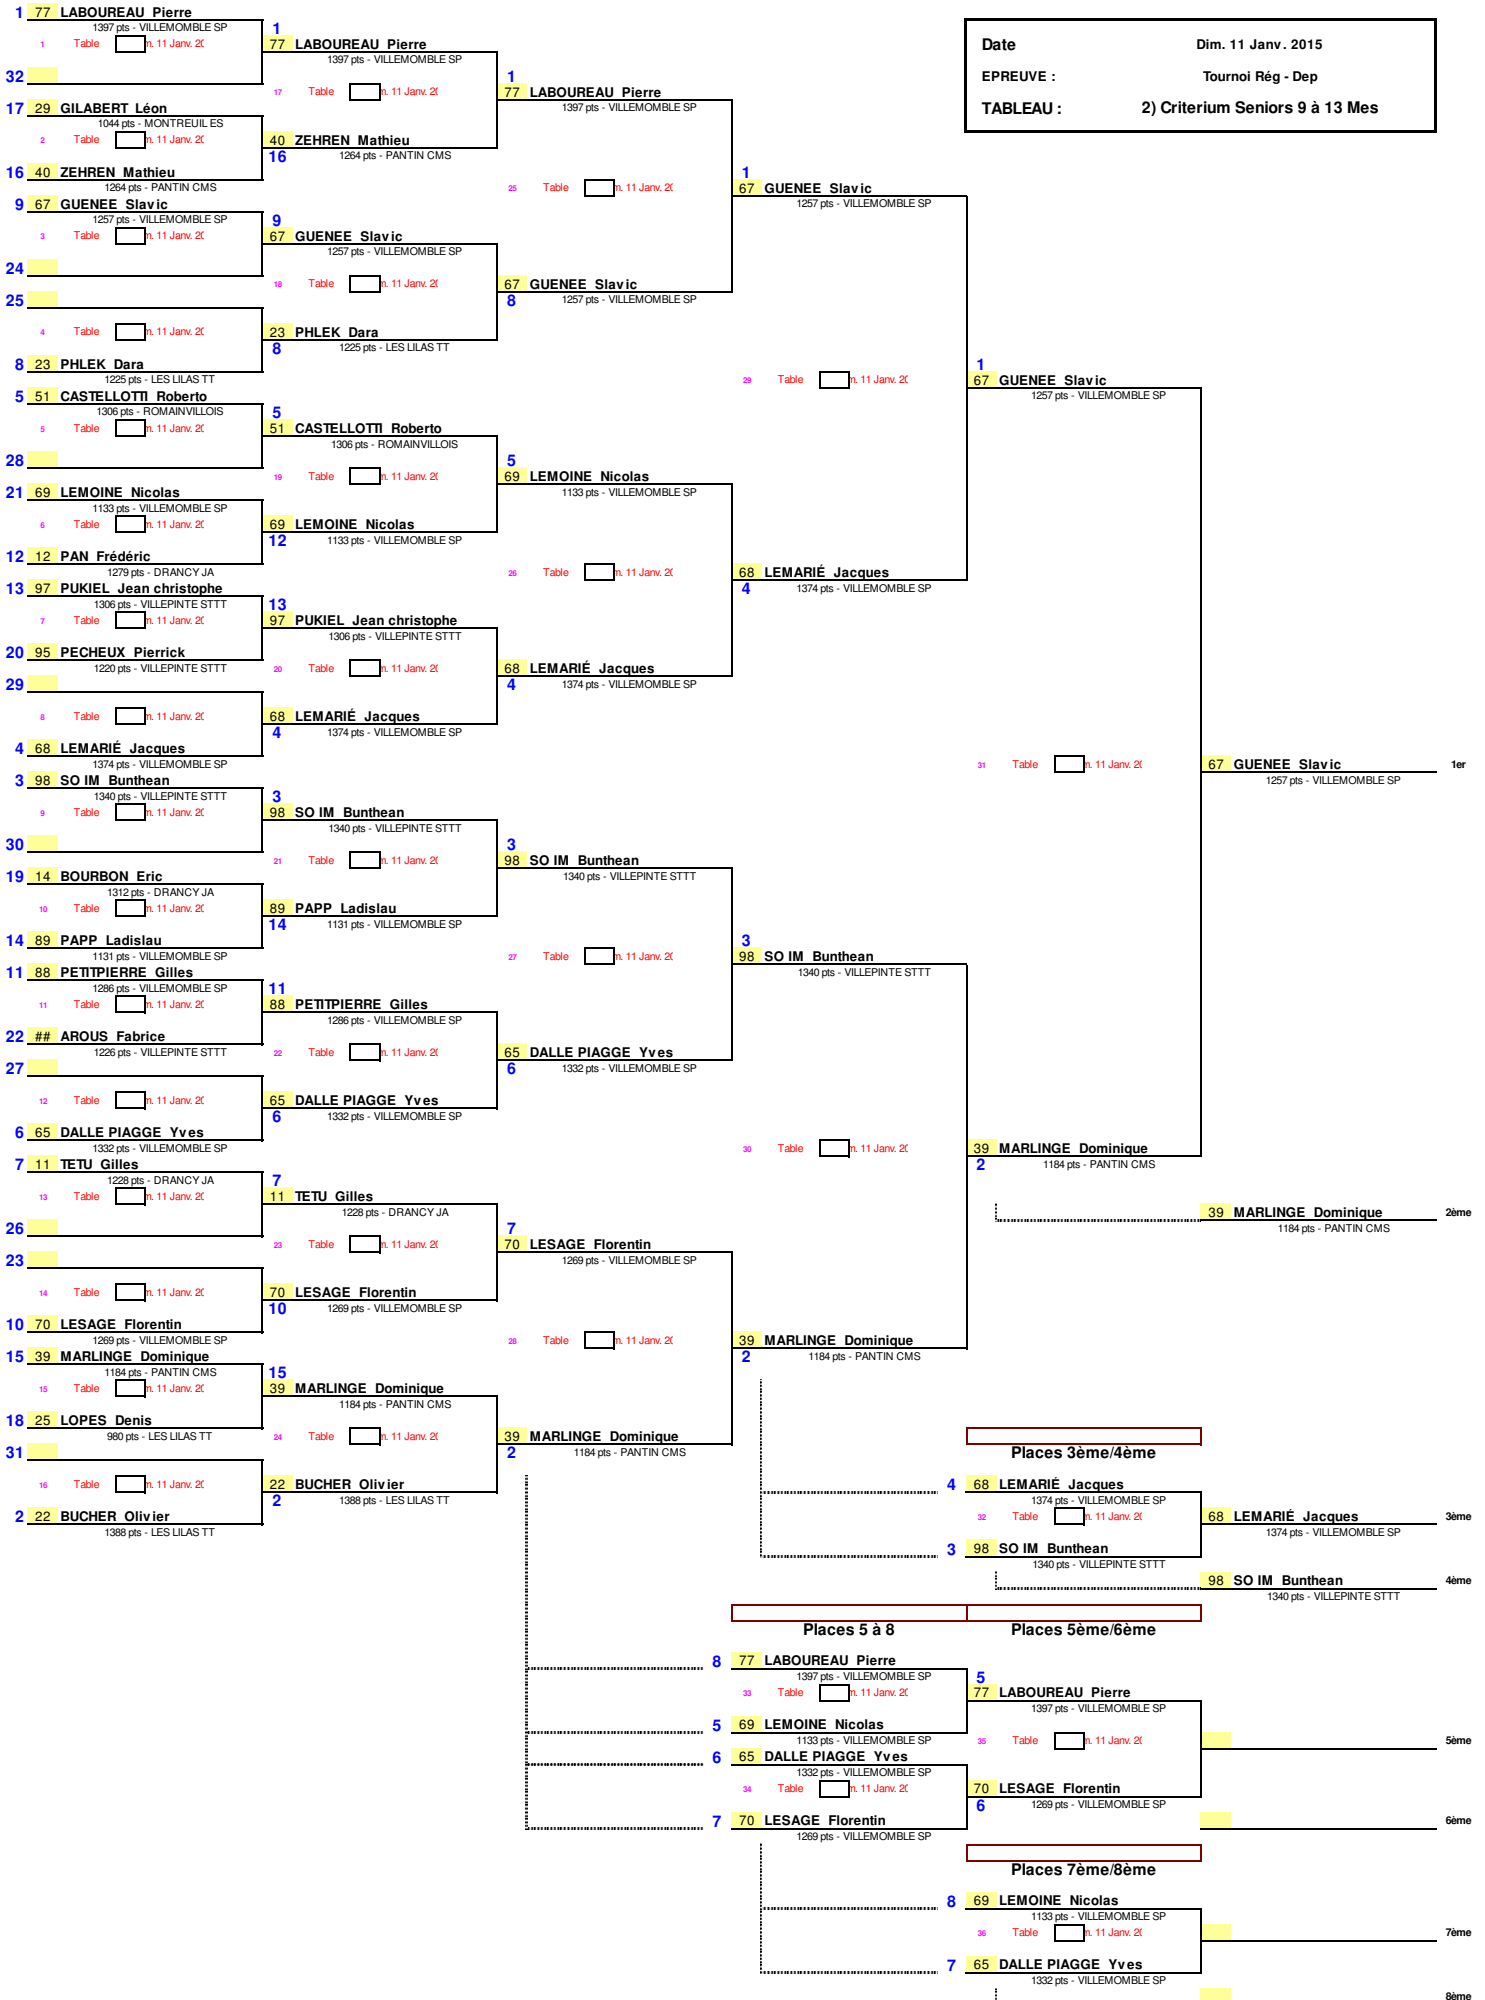 Date Dim. 11 Janv. 2015
EPREUVE : Tournoi Rég - Dep
TABLEAU : 2) Criterium Seniors 9 à 13 Mes
1 77 LABOUREAU Pierre
1397 pts - VILLEMOMBLE SP
1 Table m. 11 Janv. 20
32
17 29 GILABERT Léon
1044 pts - MONTREUIL ES
2 Table m. 11 Janv. 20
16 40 ZEHREN Mathieu
1264 pts - PANTIN CMS
9 67 GUENEE Slavic
1257 pts - VILLEMOMBLE SP
3 Table m. 11 Janv. 20
24
25
4 Table m. 11 Janv. 20
8 23 PHLEK Dara
1225 pts - LES LILAS TT
5 51 CASTELLOTTI Roberto
1306 pts - ROMAINVILLOIS
5 Table m. 11 Janv. 20
28
21 69 LEMOINE Nicolas
1133 pts - VILLEMOMBLE SP
6 Table m. 11 Janv. 20
12 12 PAN Frédéric
1279 pts - DRANCY JA
13 97 PUKIEL Jean christophe
1306 pts - VILLEPINTE STTT
7 Table m. 11 Janv. 20
20 95 PECHEUX Pierrick
1220 pts - VILLEPINTE STTT
29
8 Table m. 11 Janv. 20
4 68 LEMARIÉ Jacques
1374 pts - VILLEMOMBLE SP
3 98 SO IM Bunthean
1340 pts - VILLEPINTE STTT
9 Table m. 11 Janv. 20
30
19 14 BOURBON Eric
1312 pts - DRANCY JA
10 Table m. 11 Janv. 20
14 89 PAPP Ladislau
1131 pts - VILLEMOMBLE SP
11 88 PETITPIERRE Gilles
1286 pts - VILLEMOMBLE SP
11 Table m. 11 Janv. 20
22 ## AROUS Fabrice
1226 pts - VILLEPINTE STTT
27
12 Table m. 11 Janv. 20
6 65 DALLE PIAGGE Yves
1332 pts - VILLEMOMBLE SP
7 11 TETU Gilles
1228 pts - DRANCY JA
13 Table m. 11 Janv. 20
26
23
14 Table m. 11 Janv. 20
10 70 LESAGE Florentin
1269 pts - VILLEMOMBLE SP
15 39 MARLINGE Dominique
1184 pts - PANTIN CMS
15 Table m. 11 Janv. 20
18 25 LOPES Denis
980 pts - LES LILAS TT
31
16 Table m. 11 Janv. 20
2 22 BUCHER Olivier
1388 pts - LES LILAS TT
1
77 LABOUREAU Pierre
1397 pts - VILLEMOMBLE SP
17 Table m. 11 Janv. 20
40 ZEHREN Mathieu
16 1264 pts - PANTIN CMS
9
67 GUENEE Slavic
1257 pts - VILLEMOMBLE SP
18 Table m. 11 Janv. 20
23 PHLEK Dara
8 1225 pts - LES LILAS TT
5
51 CASTELLOTTI Roberto
1306 pts - ROMAINVILLOIS
19 Table m. 11 Janv. 20
69 LEMOINE Nicolas
12 1133 pts - VILLEMOMBLE SP
13
97 PUKIEL Jean christophe
1306 pts - VILLEPINTE STTT
20 Table m. 11 Janv. 20
68 LEMARIÉ Jacques
4 1374 pts - VILLEMOMBLE SP
3
98 SO IM Bunthean
1340 pts - VILLEPINTE STTT
21 Table m. 11 Janv. 20
89 PAPP Ladislau
14 1131 pts - VILLEMOMBLE SP
11
88 PETITPIERRE Gilles
1286 pts - VILLEMOMBLE SP
22 Table m. 11 Janv. 20
65 DALLE PIAGGE Yves
6 1332 pts - VILLEMOMBLE SP
7
11 TETU Gilles
1228 pts - DRANCY JA
23 Table m. 11 Janv. 20
70 LESAGE Florentin
10 1269 pts - VILLEMOMBLE SP
15
39 MARLINGE Dominique
1184 pts - PANTIN CMS
24 Table m. 11 Janv. 20
22 BUCHER Olivier
2 1388 pts - LES LILAS TT
1
77 LABOUREAU Pierre
1397 pts - VILLEMOMBLE SP
25 Table m. 11 Janv. 20
67 GUENEE Slavic
8 1257 pts - VILLEMOMBLE SP
5
69 LEMOINE Nicolas
1133 pts - VILLEMOMBLE SP
26 Table m. 11 Janv. 20
68 LEMARIÉ Jacques
4 1374 pts - VILLEMOMBLE SP
3
98 SO IM Bunthean
1340 pts - VILLEPINTE STTT
27 Table m. 11 Janv. 20
65 DALLE PIAGGE Yves
6 1332 pts - VILLEMOMBLE SP
7
70 LESAGE Florentin
1269 pts - VILLEMOMBLE SP
28 Table m. 11 Janv. 20
39 MARLINGE Dominique
2 1184 pts - PANTIN CMS
1
67 GUENEE Slavic
1257 pts - VILLEMOMBLE SP
29 Table m. 11 Janv. 20
68 LEMARIÉ Jacques
4 1374 pts - VILLEMOMBLE SP
3
98 SO IM Bunthean
1340 pts - VILLEPINTE STTT
30 Table m. 11 Janv. 20
39 MARLINGE Dominique
2 1184 pts - PANTIN CMS
1
67 GUENEE Slavic
1257 pts - VILLEMOMBLE SP
31 Table m. 11 Janv. 20
39 MARLINGE Dominique
2 1184 pts - PANTIN CMS
67 GUENEE Slavic 1er
1257 pts - VILLEMOMBLE SP
39 MARLINGE Dominique 2ème
1184 pts - PANTIN CMS
Places 3ème/4ème
4 68 LEMARIÉ Jacques
1374 pts - VILLEMOMBLE SP
32 Table m. 11 Janv. 20
3 98 SO IM Bunthean
1340 pts - VILLEPINTE STTT
68 LEMARIÉ Jacques 3ème
1374 pts - VILLEMOMBLE SP
98 SO IM Bunthean 4ème
1340 pts - VILLEPINTE STTT
Places 5 à 8
8 77 LABOUREAU Pierre
1397 pts - VILLEMOMBLE SP
33 Table m. 11 Janv. 20
5 69 LEMOINE Nicolas
1133 pts - VILLEMOMBLE SP
6 65 DALLE PIAGGE Yves
1332 pts - VILLEMOMBLE SP
34 Table m. 11 Janv. 20
7 70 LESAGE Florentin
1269 pts - VILLEMOMBLE SP
Places 5ème/6ème
5
77 LABOUREAU Pierre
1397 pts - VILLEMOMBLE SP
35 Table m. 11 Janv. 20
70 LESAGE Florentin
6 1269 pts - VILLEMOMBLE SP
5ème
6ème
Places 7ème/8ème
8 69 LEMOINE Nicolas
1133 pts - VILLEMOMBLE SP
36 Table m. 11 Janv. 20
7 65 DALLE PIAGGE Yves
1332 pts - VILLEMOMBLE SP
7ème
8ème